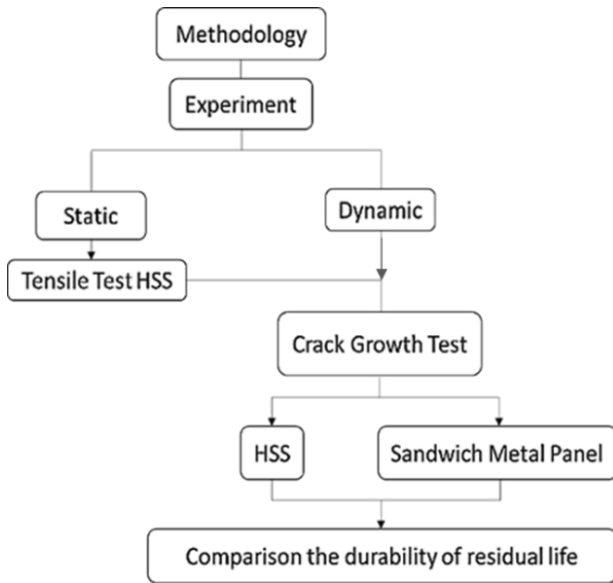 Methodology
Experiment
Static
Dynamic
Tensile Test HSS
Crack Growth Test
HSS
Sandwich Metal Panel
Comparison the durability of residual life